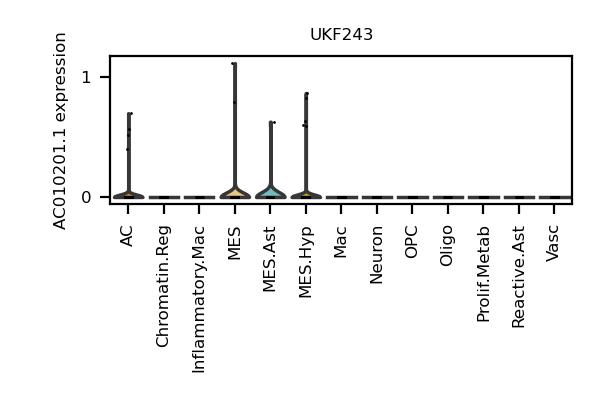 UKF243
AC010201.1 expression
1
0
AC
Chromatin.Reg
Inflammatory.Mac
MES
MES.Ast
MES.Hyp
Mac
Neuron
OPC
Oligo
Prolif.Metab
Reactive.Ast
Vasc